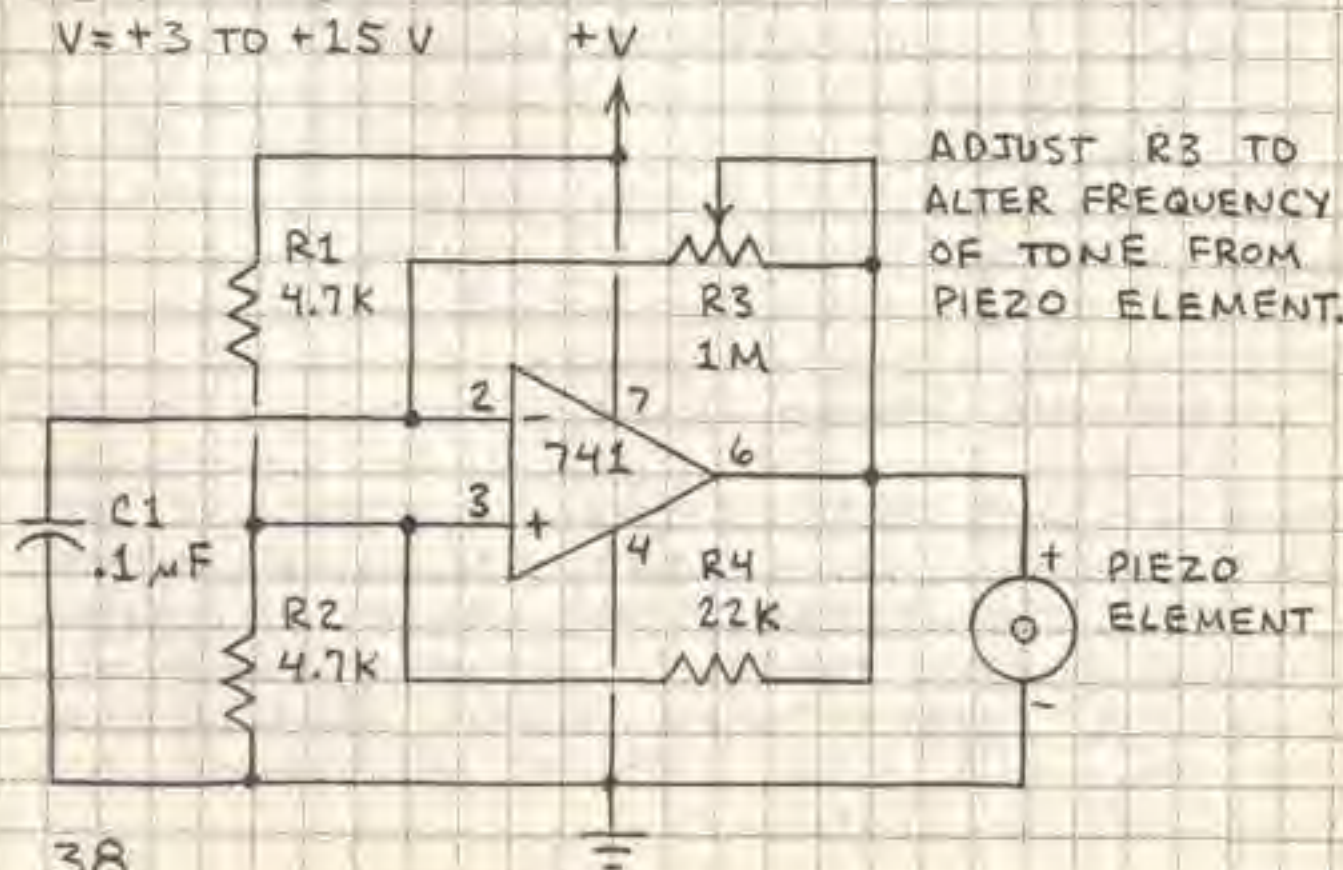 V=+3 TO +15 V
+V
ADJUST R3 TO
ALTER FREQUENCY
OF TONE FROM
PIEZO ELEMENT.
R1
4.7K
R3
1M
2
-
7
741
6
3
+
4
C1
.1µF
R2
4.7K
R4
22K
+
PIEZO
ELEMENT
-
38